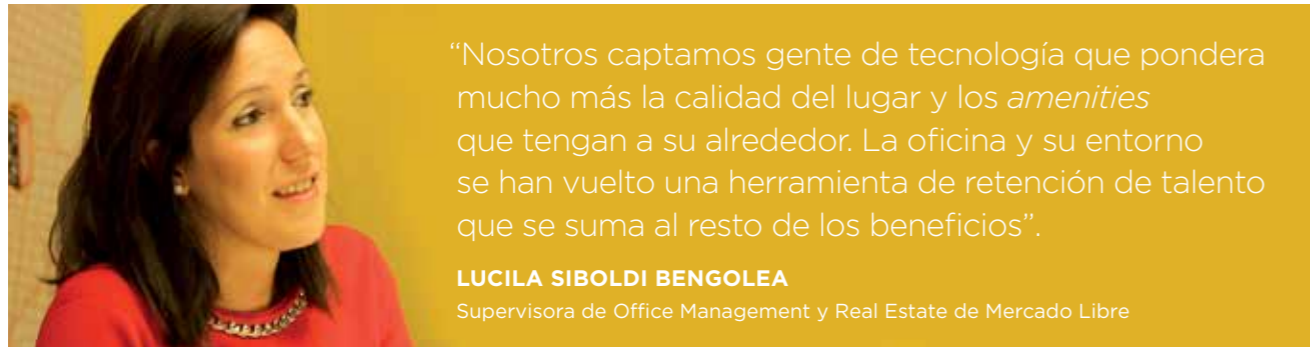 “Nosotros captamos gente de tecnología que pondera
mucho más la calidad del lugar y los amenities
que tengan a su alrededor. La oficina y su entorno
se han vuelto una herramienta de retención de talento
que se suma al resto de los beneficios”.
LUCILA SIBOLDI BENGOLEA
Supervisora de Office Management y Real Estate de Mercado Libre